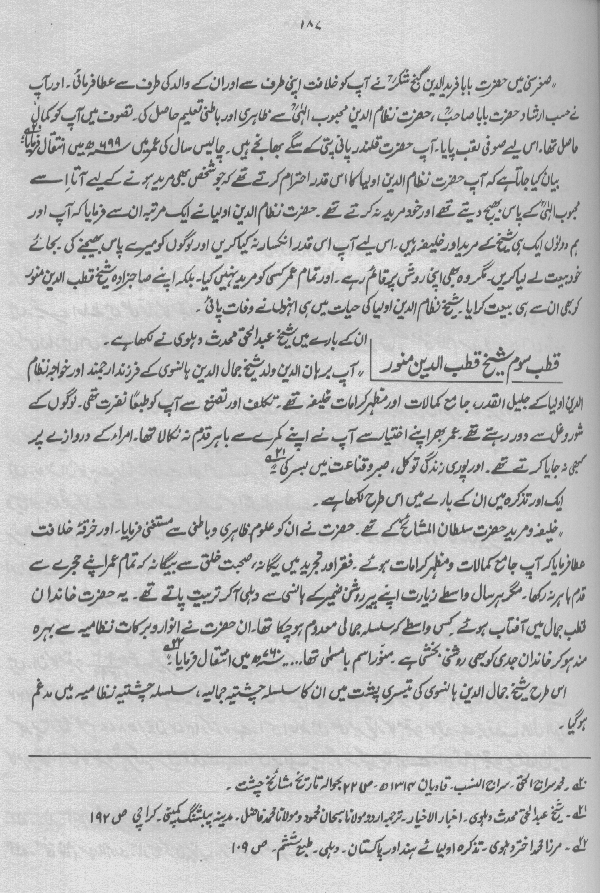 ۱۸۷
"صغر سنی میں حضرت بابا فرید الدین گنج شکرؒ نے آپ کو خلافت اپنی طرف سے اور ان کے والد کی طرف سے عطا فرمائی۔ اور آپ
نے حسب ارشاد حضرت بابا صاحبؒ، حضرت نظام الدین محبوب الٰہیؒ سے ظاہری اور باطنی تعلیم حاصل کی۔ تصوف میں آپ کو کمال
حاصل تھا۔ اس لیے صوفی لقب پایا۔ آپ حضرت قلندر پانی پتی کے سگے بھانجے ہیں۔ چالیس سال کی عمر میں ۶۹۹ھ میں انتقال فرمایا۔
بیان کیا جاتا ہے کہ آپ حضرت نظام الدین اولیا کا اس قدر احترام کرتے تھے کہ جو شخص بھی مرید ہونے کے لیے آتا اسے
محبوب الٰہیؒ کے پاس بھیج دیتے تھے اور خود مرید نہ کرتے تھے۔ حضرت نظام الدین اولیا نے ایک مرتبہ ان سے فرمایا کہ آپ اور
ہم دونوں ایک ہی شیخ کے مرید اور خلیفہ ہیں۔ اس لیے آپ اس قدر انکسار نہ کیا کریں اور لوگوں کو میرے پاس بھیجنے کی بجائے
خود بیعت لے لیا کریں۔ مگر وہ بھی اپنی روش پر قائم رہے۔ اور تمام عمر کسی کو مرید نہیں کیا۔ بلکہ اپنے صاحبزادہ شیخ قطب الدین منور
کو بھی ان سے ہی بیعت کرایا۔ شیخ نظام الدین اولیا کی حیات میں ہی انہوں نے وفات پائی۔
قطب سوم شیخ قطب الدین منور
ان کے بارے میں شیخ عبدالحق محدث دہلوی نے لکھا ہے۔
"آپ برہان الدین ولد شیخ جمال الدین ہانسوی کے فرزند ارجمند اور خواجہ نظام
الدین اولیا کے جلیل القدر، جامع کمالات اور مظہر کرامات خلیفہ تھے۔ تکلف اور تصنع سے آپ کو طبعاً نفرت تھی۔ لوگوں کے
شور و غل سے دور رہتے تھے۔ عمر بھر اپنے اختیار سے آپ نے اپنے کمرے سے باہر قدم نہ نکالا تھا۔ امراء کے دروازے پر
کبھی نہ جایا کرتے تھے۔ اور پوری زندگی توکل، صبر و قناعت میں بسر کی۲۱؎"
ایک اور تذکرہ میں ان کے بارے میں اس طرح لکھا ہے۔
"خلیفہ و مرید حضرت سلطان المشائخؒ کے تھے۔ حضرت نے ان کو علوم ظاہری و باطنی سے مستغنی فرمایا۔ اور خرقۂ خلافت
عطا فرمایا کہ آپ جامع کمالات و مظہر کرامات ہوئے۔ فقر اور تجرید میں یگانہ، صحبت خلق سے بیگانہ کہ تمام عمر اپنے حجرے سے
قدم باہر نہ رکھا۔ مگر ہر سال واسطے زیارت اپنے پیر روشن ضمیر کے ہانسی سے دہلی آ کر تربیت پاتے تھے۔ یہ حضرت خاندان
قطب جمال میں آفتاب ہوئے کس واسطے کہ سلسلہ جمالی معدوم ہو چکا تھا۔ ان حضرت نے انوار و برکات نظامیہ سے بہرہ
مند ہو کر خاندان جدی کو بھی روشنی بخشی ہے۔ منور اسم با مسمٰی تھا .... ۷۶۰ھ میں انتقال فرمایا۲۲؎"
اس طرح شیخ جمال الدین ہانسوی کی تیسری پشت میں ان کا سلسلہ چشتیہ جمالیہ، سلسلہ چشتیہ نظامیہ میں مدغم
ہو گیا۔
۲۰؎۔ محمد سراج الحق۔ سراج النسب۔ قادیان ۱۳۱۴ھ۔ ص ۲۲ بحوالہ تاریخ مشائخ چشت۔
۲۱؎۔ شیخ عبدالحق محدث دہلوی۔ اخبار الاخیار۔ ترجمہ اردو مولانا سبحان محمود و مولانا محمد فاضل۔ مدینہ پبلشنگ کمپنی۔ کراچی ص ۱۹۲
۲۲؎۔ مرزا محمد اختر دہلوی۔ تذکرہ اولیائے ہند اور پاکستان۔ دہلی۔ طبع ششم۔ ص ۱۰۹